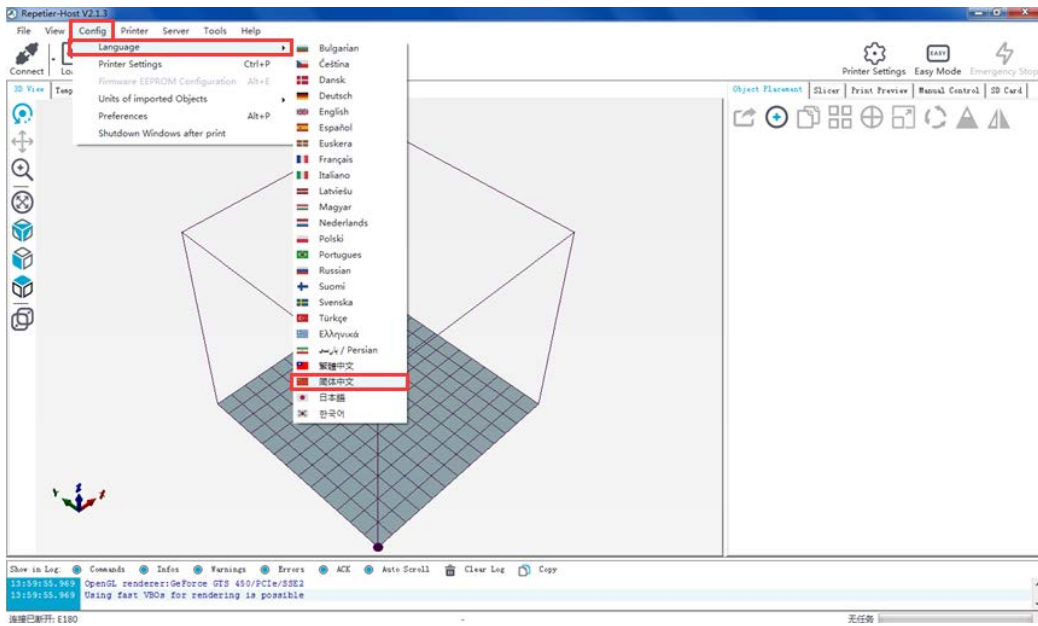 Repetier-Host V2.1.3
File View Config Printer Server Tools Help
Connect Lo
Printer Settings Easy Mode Emergency Stop
Language
Printer Settings Ctrl+P
Firmware EEPROM Configuration Alt+E
Units of imported Objects
Preferences Alt+P
Shutdown Windows after print
Bulgarian
Čeština
Dansk
Deutsch
English
Español
Euskera
Français
Italiano
Latviešu
Magyar
Nederlands
Polski
Portugues
Russian
Suomi
Svenska
Türkçe
Ελληνικά
پارسی / Persian
繁體中文
简体中文
日本語
한국어
3D View Temp
Object Placement Slicer Print Preview Manual Control SD Card
EASY
Y Z X
Show in Log: Commands Infos Warnings Errors ACK Auto Scroll Clear Log Copy
13:59:55.969 OpenGL renderer:GeForce GTS 450/PCIe/SSE2
13:59:55.969 Using fast VBOs for rendering is possible
连接已断开: E180
-
无任务